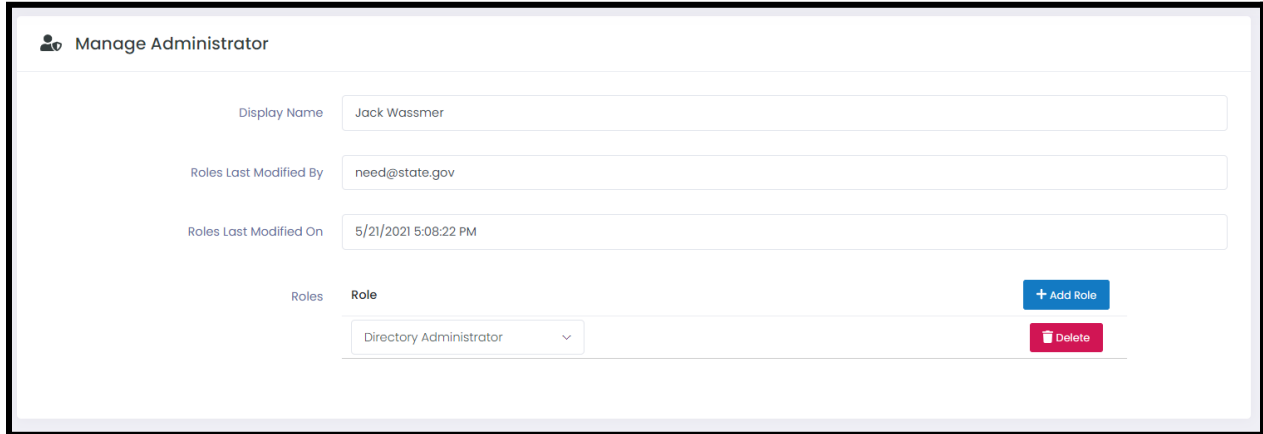 Manage Administrator
Display Name Jack Wassmer
Roles Last Modified By need@state.gov
Roles Last Modified On 5/21/2021 5:08:22 PM
Roles Role + Add Role
Directory Administrator Delete